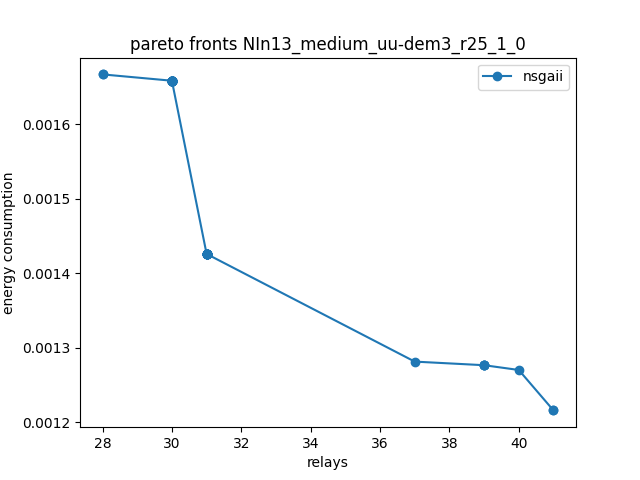 pareto fronts NIn13_medium_uu-dem3_r25_1_0
nsgaii
energy consumption
0.0016
0.0015
0.0014
0.0013
0.0012
28 30 32 34 36 38 40
relays